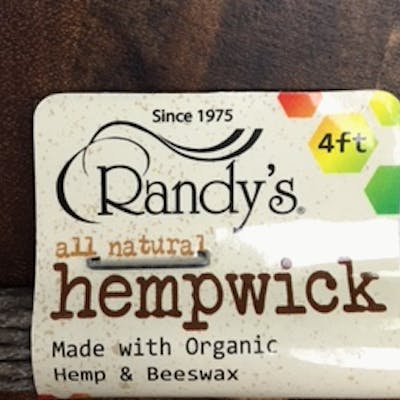 Since 1975
4ft
Randy's®
all natural
hempwick
Made with Organic
Hemp & Beeswax